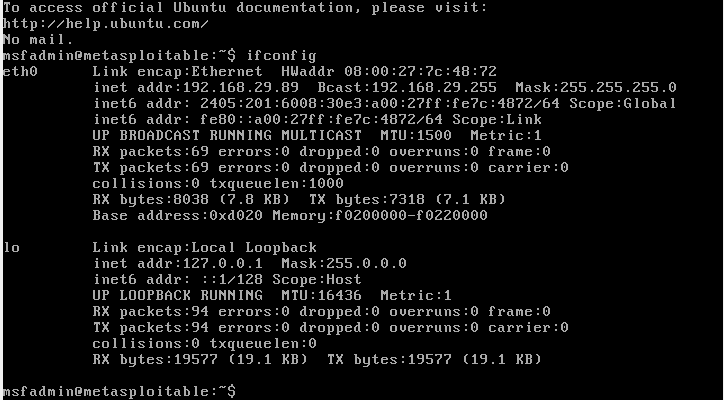 To access official Ubuntu documentation, please visit:
http://help.ubuntu.com/
No mail.
msfadmin@metasploitable:~$ ifconfig
eth0      Link encap:Ethernet  HWaddr 08:00:27:7c:48:72
          inet addr:192.168.29.89  Bcast:192.168.29.255  Mask:255.255.255.0
          inet6 addr: 2405:201:6008:30e3:a00:27ff:fe7c:4872/64 Scope:Global
          inet6 addr: fe80::a00:27ff:fe7c:4872/64 Scope:Link
          UP BROADCAST RUNNING MULTICAST  MTU:1500  Metric:1
          RX packets:69 errors:0 dropped:0 overruns:0 frame:0
          TX packets:69 errors:0 dropped:0 overruns:0 carrier:0
          collisions:0 txqueuelen:1000
          RX bytes:8038 (7.8 KB)  TX bytes:7318 (7.1 KB)
          Base address:0xd020 Memory:f0200000-f0220000

lo        Link encap:Local Loopback
          inet addr:127.0.0.1  Mask:255.0.0.0
          inet6 addr: ::1/128 Scope:Host
          UP LOOPBACK RUNNING  MTU:16436  Metric:1
          RX packets:94 errors:0 dropped:0 overruns:0 frame:0
          TX packets:94 errors:0 dropped:0 overruns:0 carrier:0
          collisions:0 txqueuelen:0
          RX bytes:19577 (19.1 KB)  TX bytes:19577 (19.1 KB)

msfadmin@metasploitable:~$